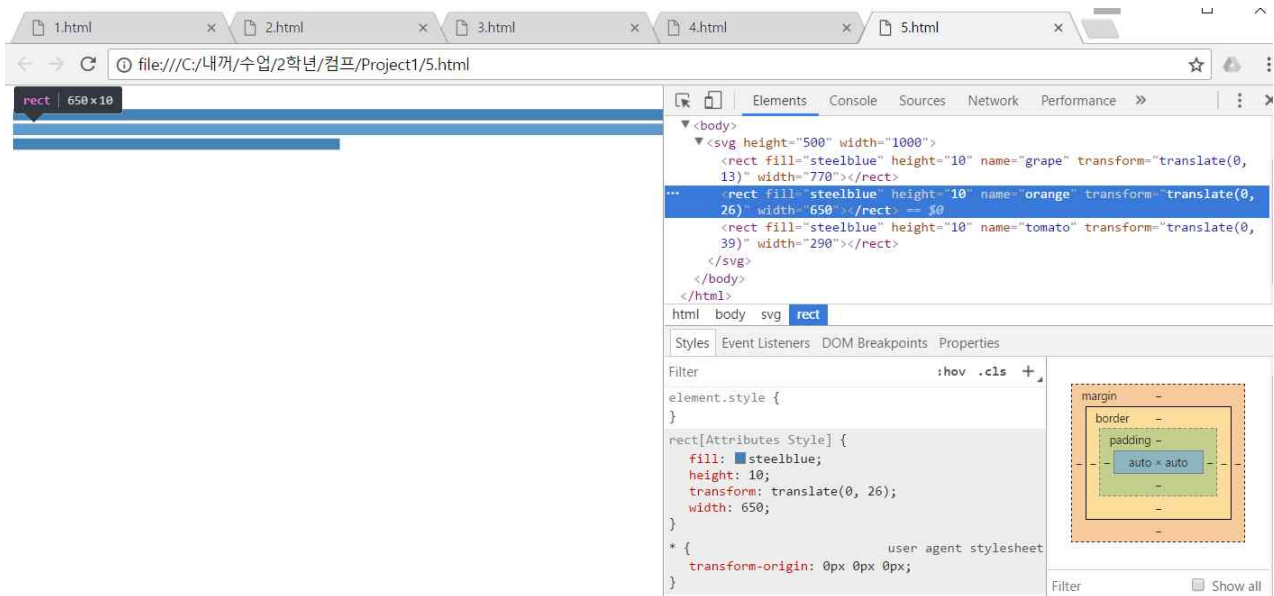 1.html × 2.html × 3.html × 4.html × 5.html ×
file:///C:/내꺼/수업/2학년/컴프/Project1/5.html
rect 650×10
Elements Console Sources Network Performance »
▼<body>
▼<svg height="500" width="1000">
<rect fill="steelblue" height="10" name="grape" transform="translate(0,
13)" width="770"></rect>
<rect fill="steelblue" height="10" name="orange" transform="translate(0,
26)" width="650"></rect> == $0
<rect fill="steelblue" height="10" name="tomato" transform="translate(0,
39)" width="290"></rect>
</svg>
</body>
</html>
html body svg rect
Styles Event Listeners DOM Breakpoints Properties
Filter :hov .cls +
element.style {
}
rect[Attributes Style] {
fill: steelblue;
height: 10;
transform: translate(0, 26);
width: 650;
}
* { user agent stylesheet
transform-origin: 0px 0px 0px;
}
margin –
border –
padding –
– – – auto × auto – – –
–
–
–
Filter Show all